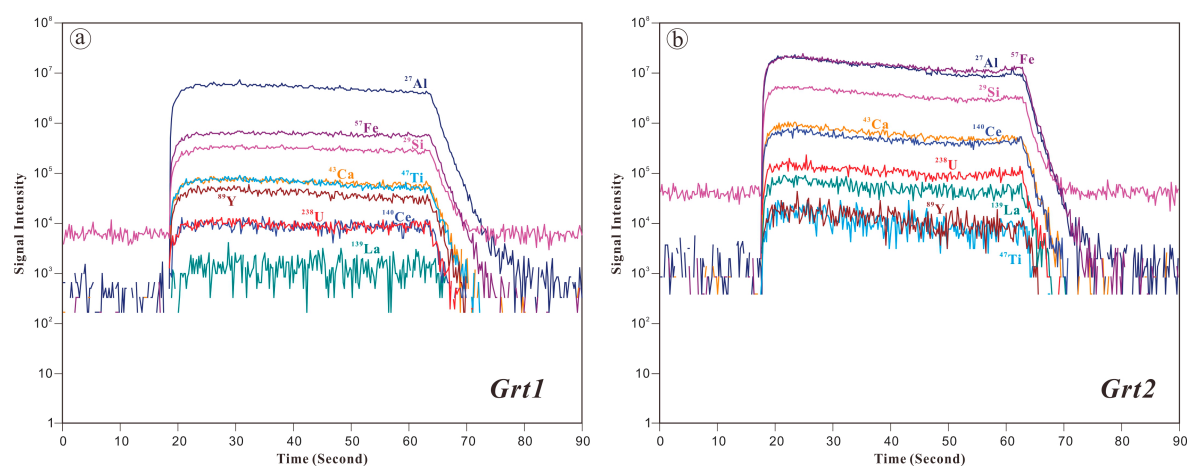 a
Signal Intensity
10⁸
10⁷
10⁶
10⁵
10⁴
10³
10²
10
1
²⁷Al
⁵⁷Fe
²⁹Si
⁴³Ca
⁴⁷Ti
⁸⁹Y
²³⁸U
¹⁴⁰Ce
¹³⁹La
Grt1
0 10 20 30 40 50 60 70 80 90
Time (Second)
b
Signal Intensity
10⁸
10⁷
10⁶
10⁵
10⁴
10³
10²
10
1
⁵⁷Fe
²⁷Al
²⁹Si
⁴³Ca
¹⁴⁰Ce
²³⁸U
⁸⁹Y
¹³⁹La
⁴⁷Ti
Grt2
0 10 20 30 40 50 60 70 80 90
Time (Second)